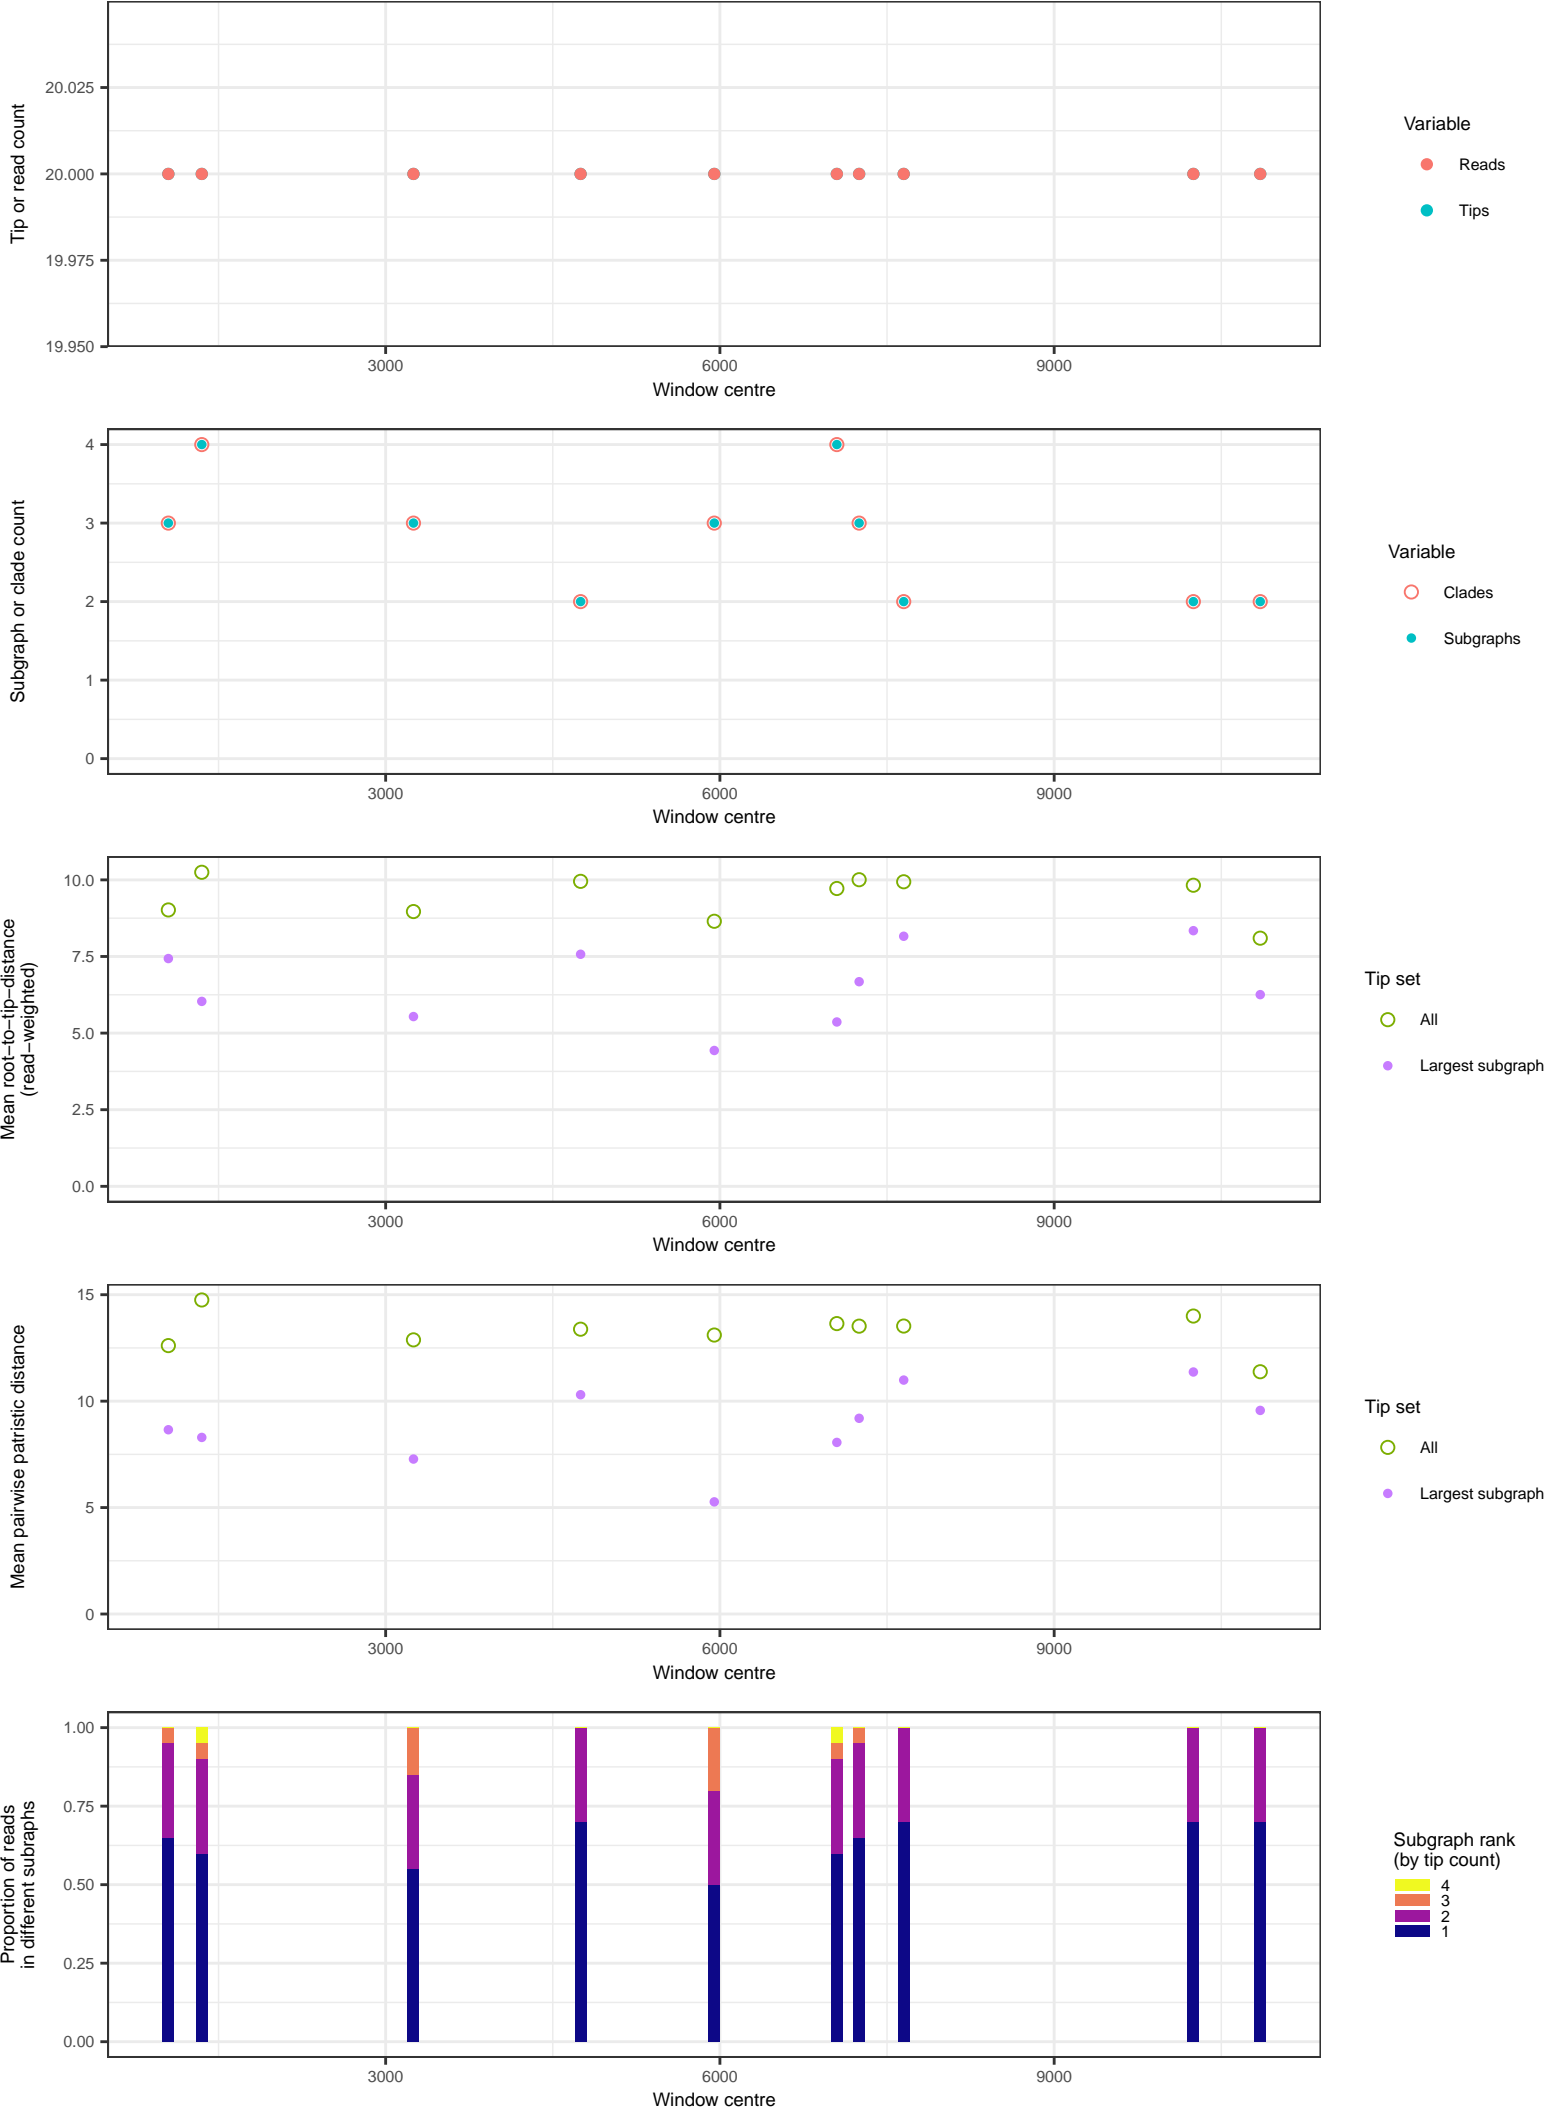 20.025
20.000
19.975
19.950
Tip or read count
3000
6000
9000
Window centre
Variable
Reads
Tips
4
3
2
1
0
Subgraph or clade count
3000
6000
9000
Window centre
Variable
Clades
Subgraphs
10.0
7.5
5.0
2.5
0.0
Mean root−to−tip−distance
(read−weighted)
3000
6000
9000
Window centre
Tip set
All
Largest subgraph
15
10
5
0
Mean pairwise patristic distance
3000
6000
9000
Window centre
Tip set
All
Largest subgraph
1.00
0.75
0.50
0.25
0.00
Proportion of reads
in different subraphs
3000
6000
9000
Window centre
Subgraph rank
(by tip count)
4
3
2
1